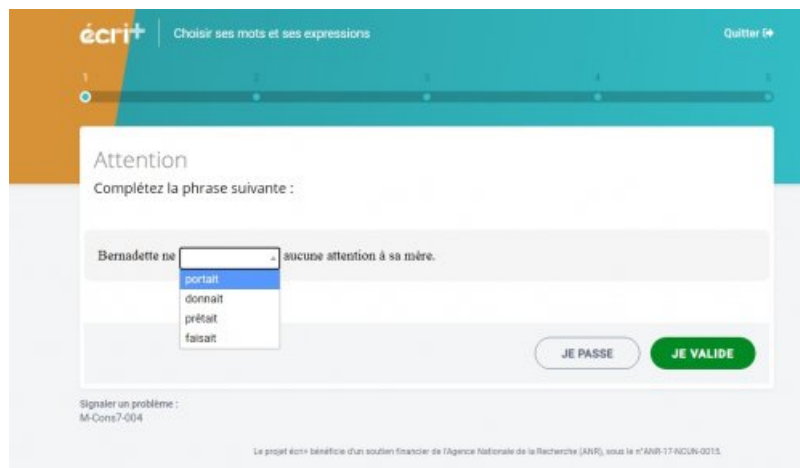 écri+ Choisir ses mots et ses expressions Quitter
1 2 3 4 5
Attention
Complétez la phrase suivante :
Bernadette ne aucune attention à sa mère.
portait
donnait
prêtait
faisait
JE PASSE JE VALIDE
Signaler un problème :
M-Cons7-004
Le projet écri+ bénéficie d'un soutien financier de l'Agence Nationale de la Recherche (ANR), sous le n°ANR-17-NCUN-0015.